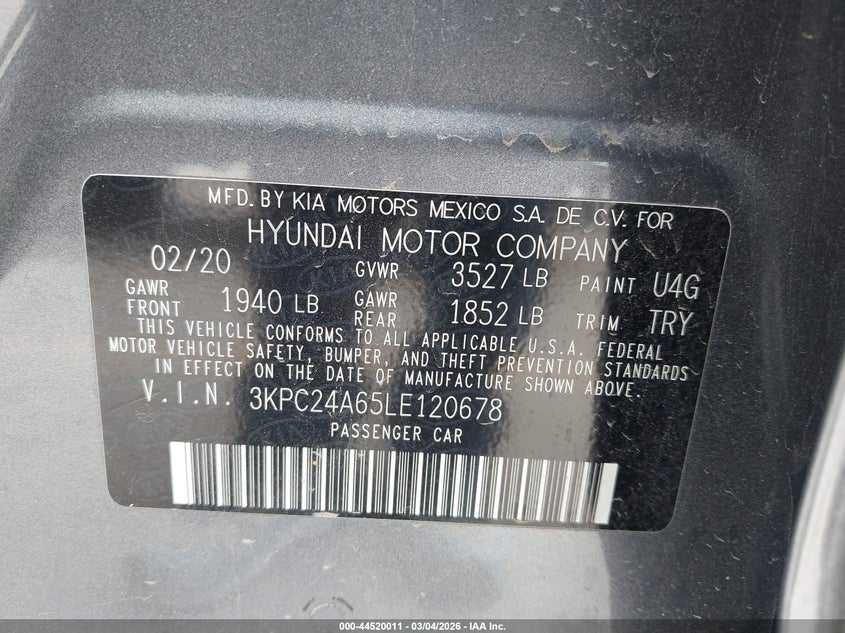 MFD. BY KIA MOTORS MEXICO S.A. DE C.V. FOR
HYUNDAI MOTOR COMPANY
02/20 GVWR 3527 LB PAINT U4G
GAWR FRONT 1940 LB GAWR REAR 1852 LB TRIM TRY
THIS VEHICLE CONFORMS TO ALL APPLICABLE U.S.A. FEDERAL
MOTOR VEHICLE SAFETY, BUMPER, AND THEFT PREVENTION STANDARDS
IN EFFECT ON THE DATE OF MANUFACTURE SHOWN ABOVE.
V.I.N. 3KPC24A65LE120678
PASSENGER CAR
000-44520011 - 03/04/2026 - IAA Inc.